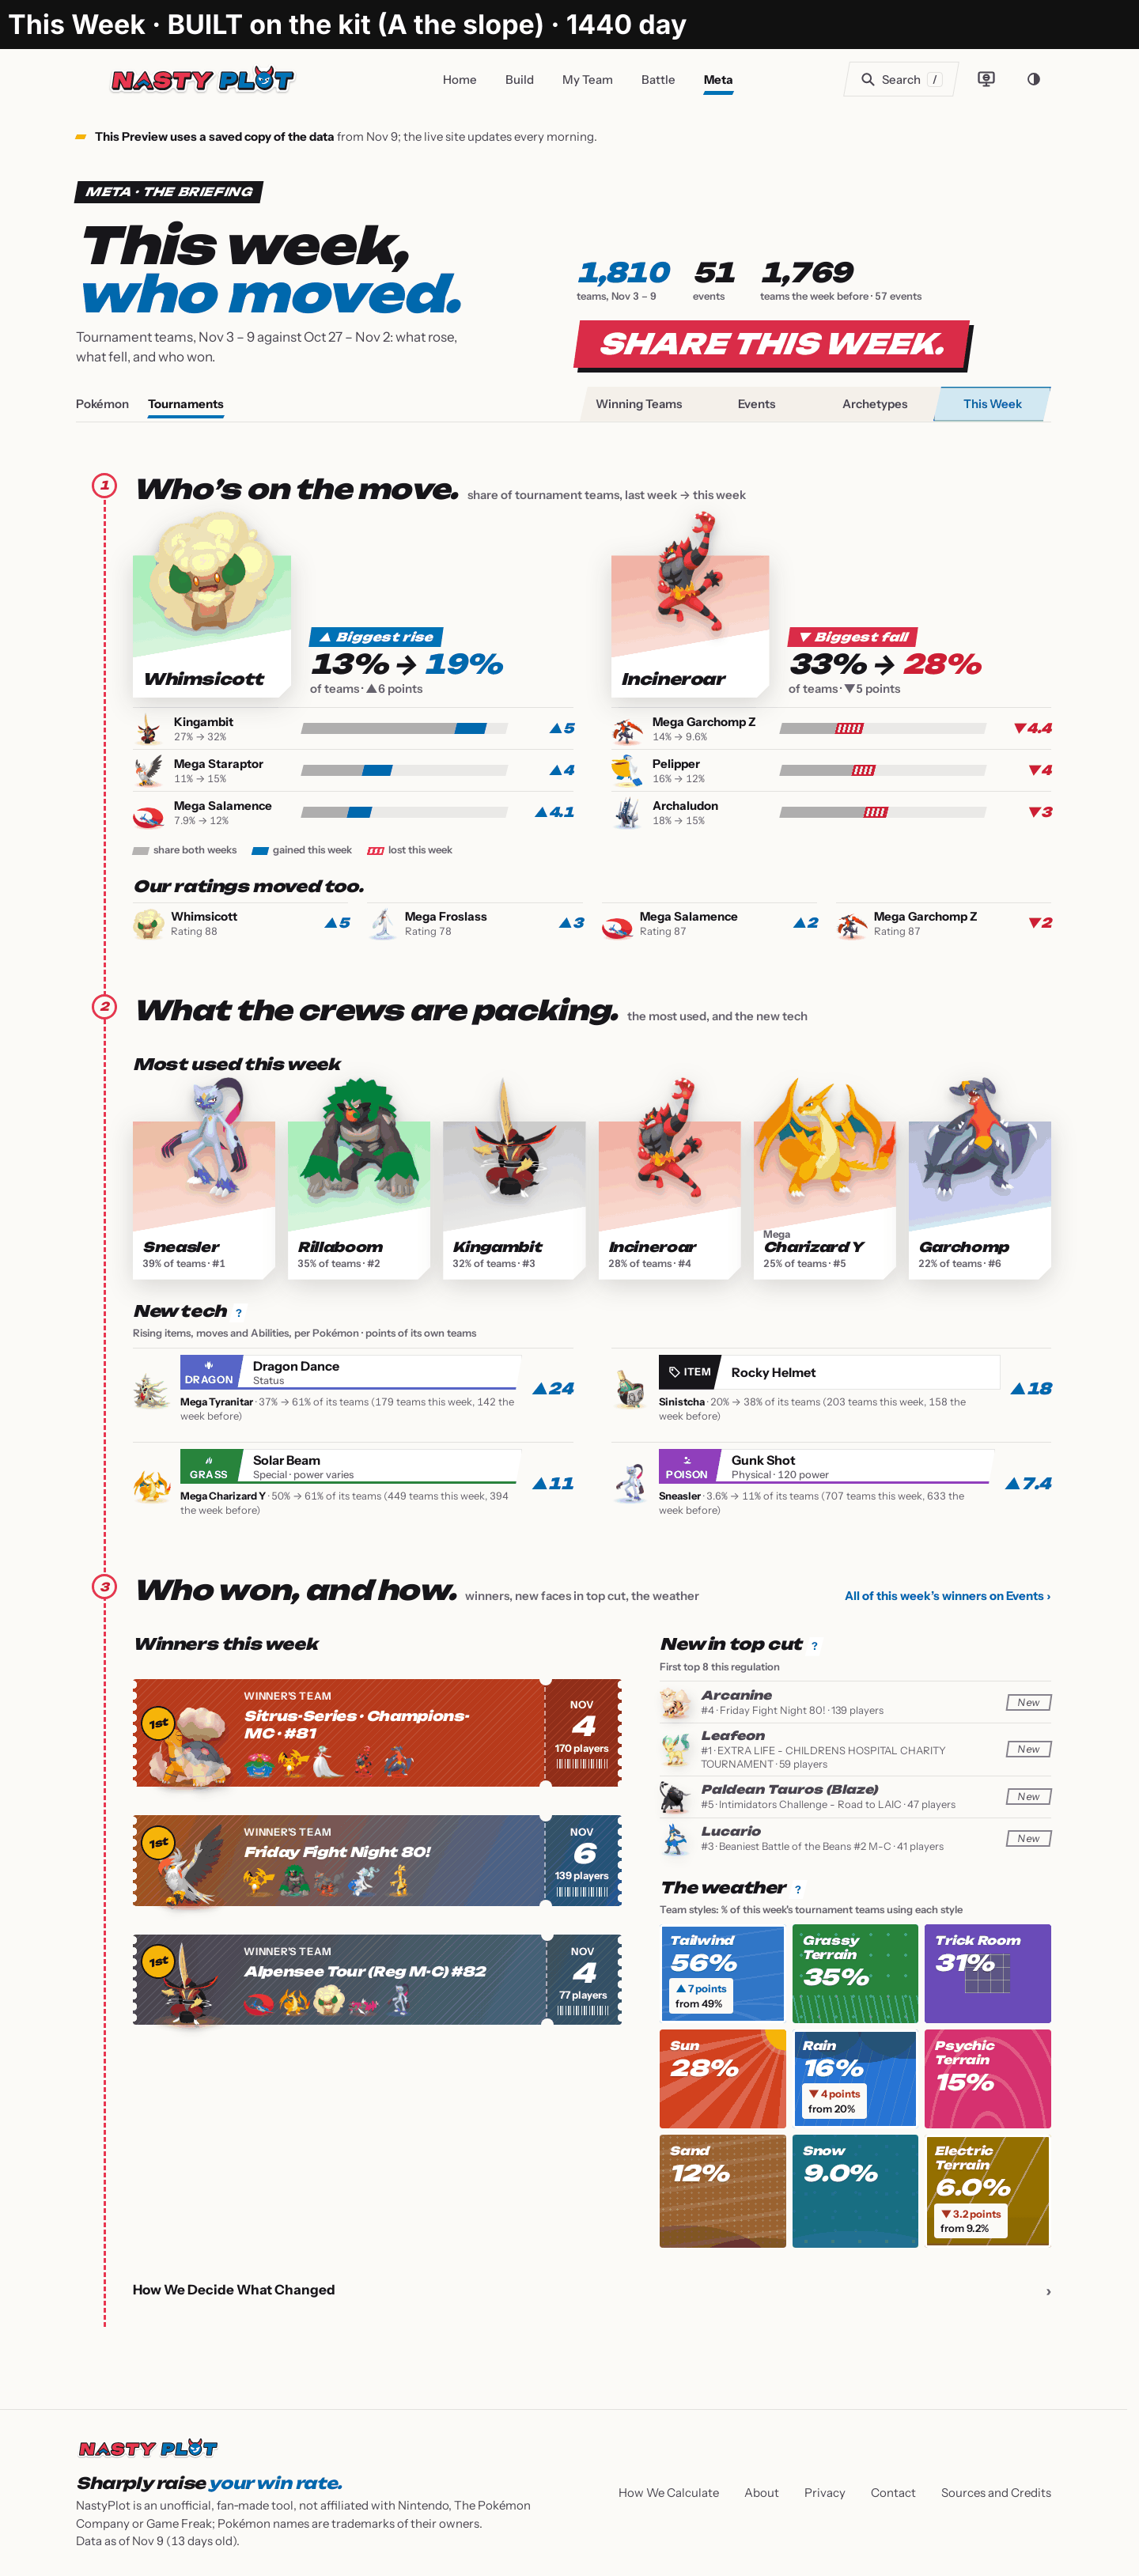 This Week · BUILT on the kit (A the slope) · 1440 day
NASTY PLOT
Home Build My Team Battle Meta
Search /
This Preview uses a saved copy of the data from Nov 9; the live site updates every morning.
META · THE BRIEFING
This week,
who moved.
Tournament teams, Nov 3 – 9 against Oct 27 – Nov 2: what rose,
what fell, and who won.
1,810 51 1,769
teams, Nov 3 – 9 events teams the week before · 57 events
SHARE THIS WEEK.
Pokémon Tournaments
Winning Teams Events Archetypes This Week
1 Who's on the move. share of tournament teams, last week → this week
Whimsicott
▲ Biggest rise
13% → 19%
of teams · ▲6 points
Incineroar
▼ Biggest fall
33% → 28%
of teams · ▼5 points
Kingambit
27% → 32%
▲5
Mega Staraptor
11% → 15%
▲4
Mega Salamence
7.9% → 12%
▲4.1
Mega Garchomp Z
14% → 9.6%
▼4.4
Pelipper
16% → 12%
▼4
Archaludon
18% → 15%
▼3
share both weeks gained this week lost this week
Our ratings moved too.
Whimsicott
Rating 88
▲5
Mega Froslass
Rating 78
▲3
Mega Salamence
Rating 87
▲2
Mega Garchomp Z
Rating 87
▼2
2 What the crews are packing. the most used, and the new tech
Most used this week
Sneasler
39% of teams · #1
Rillaboom
35% of teams · #2
Kingambit
32% of teams · #3
Incineroar
28% of teams · #4
Mega
Charizard Y
25% of teams · #5
Garchomp
22% of teams · #6
New tech ?
Rising items, moves and Abilities, per Pokémon · points of its own teams
DRAGON
Dragon Dance
Status
▲24
Mega Tyranitar · 37% → 61% of its teams (179 teams this week, 142 the
week before)
ITEM
Rocky Helmet
▲18
Sinistcha · 20% → 38% of its teams (203 teams this week, 158 the
week before)
GRASS
Solar Beam
Special · power varies
▲11
Mega Charizard Y · 50% → 61% of its teams (449 teams this week, 394
the week before)
POISON
Gunk Shot
Physical · 120 power
▲7.4
Sneasler · 3.6% → 11% of its teams (707 teams this week, 633 the
week before)
3 Who won, and how. winners, new faces in top cut, the weather
All of this week's winners on Events ›
Winners this week
1st
WINNER'S TEAM
Sitrus-Series · Champions-
MC · #81
NOV
4
170 players
1st
WINNER'S TEAM
Friday Fight Night 80!
NOV
6
139 players
1st
WINNER'S TEAM
Alpensee Tour (Reg M-C) #82
NOV
4
77 players
New in top cut ?
First top 8 this regulation
Arcanine
#4 · Friday Fight Night 80! · 139 players
New
Leafeon
#1 · EXTRA LIFE - CHILDRENS HOSPITAL CHARITY
TOURNAMENT · 59 players
New
Paldean Tauros (Blaze)
#5 · Intimidators Challenge - Road to LAIC · 47 players
New
Lucario
#3 · Beaniest Battle of the Beans #2 M-C · 41 players
New
The weather ?
Team styles: % of this week's tournament teams using each style
Tailwind
56%
▲ 7 points
from 49%
Grassy
Terrain
35%
Trick Room
31%
Sun
28%
Rain
16%
▼ 4 points
from 20%
Psychic
Terrain
15%
Sand
12%
Snow
9.0%
Electric
Terrain
6.0%
▼ 3.2 points
from 9.2%
How We Decide What Changed ›
NASTY PLOT
Sharply raise your win rate.
NastyPlot is an unofficial, fan-made tool, not affiliated with Nintendo, The Pokémon
Company or Game Freak; Pokémon names are trademarks of their owners.
Data as of Nov 9 (13 days old).
How We Calculate About Privacy Contact Sources and Credits